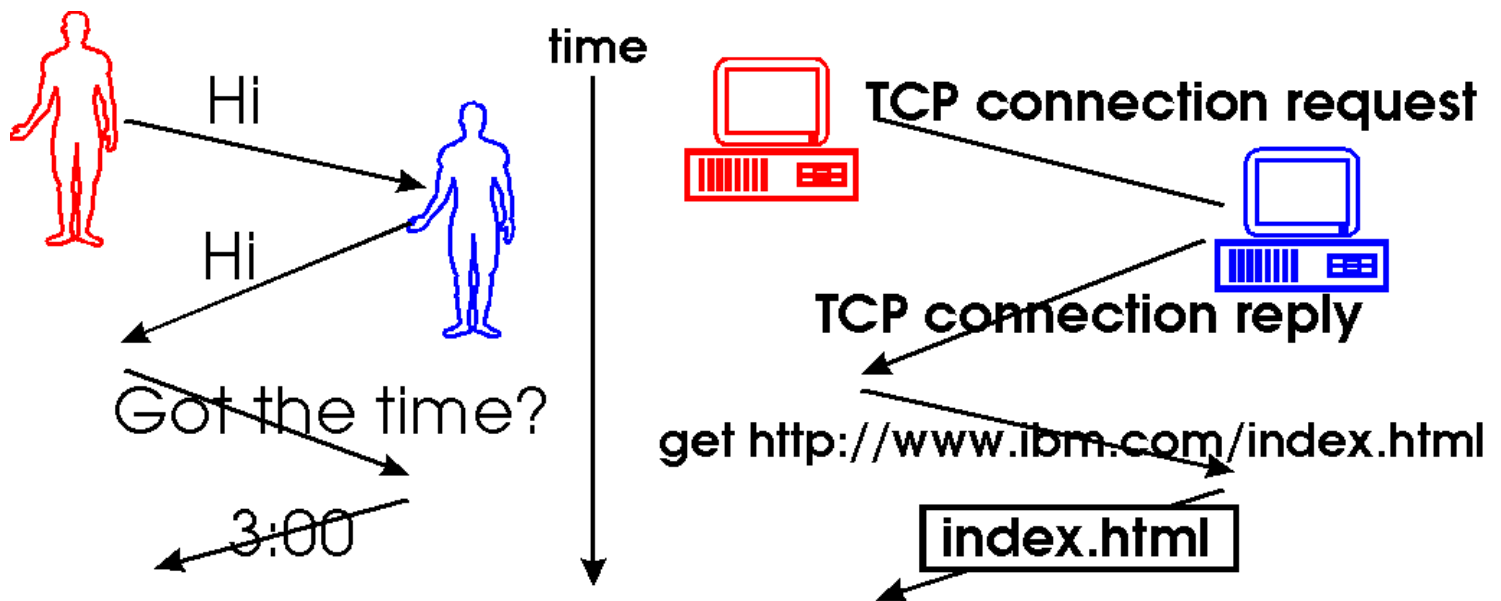 Hi
Hi
Got the time?
3:00
time
TCP connection request
TCP connection reply
get http://www.ibm.com/index.html
index.html